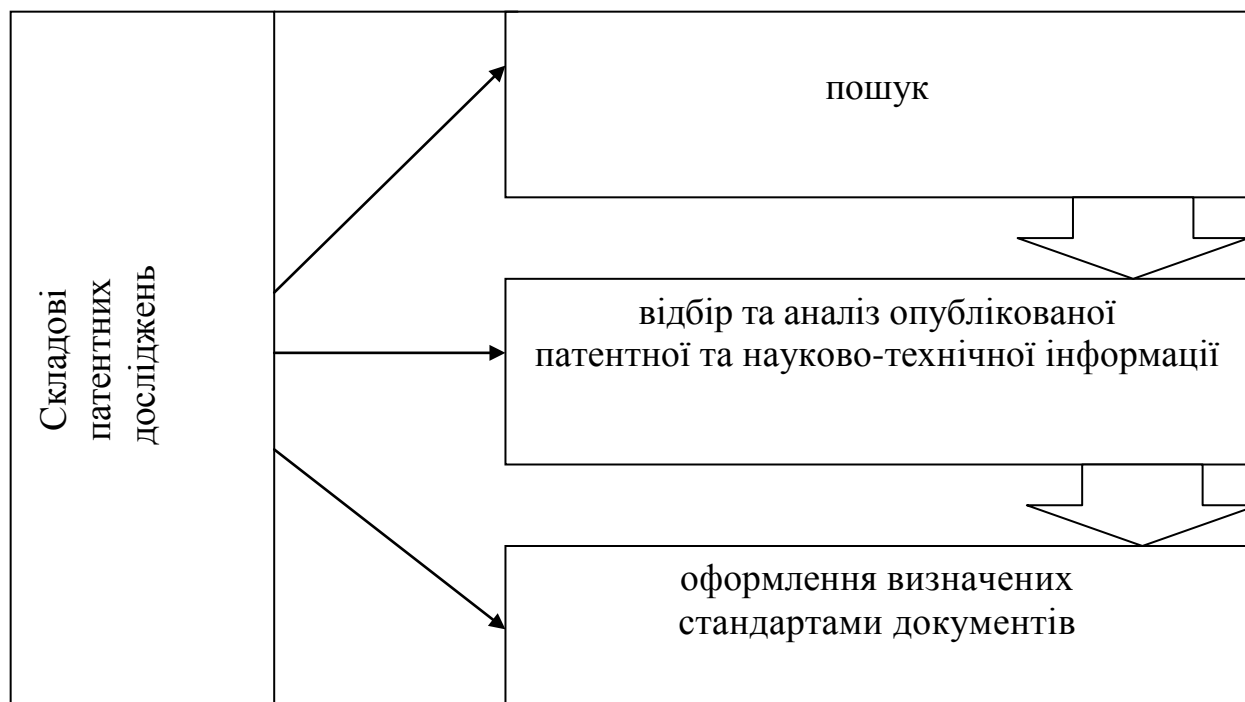 Складові
патентних
досліджень
пошук
відбір та аналіз опублікованої
патентної та науково-технічної інформації
оформлення визначених
стандартами документів